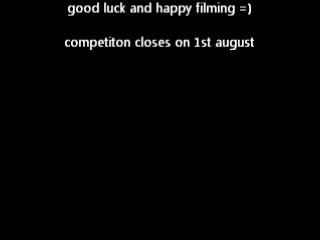 good luck and happy filming =)
competiton closes on 1st august